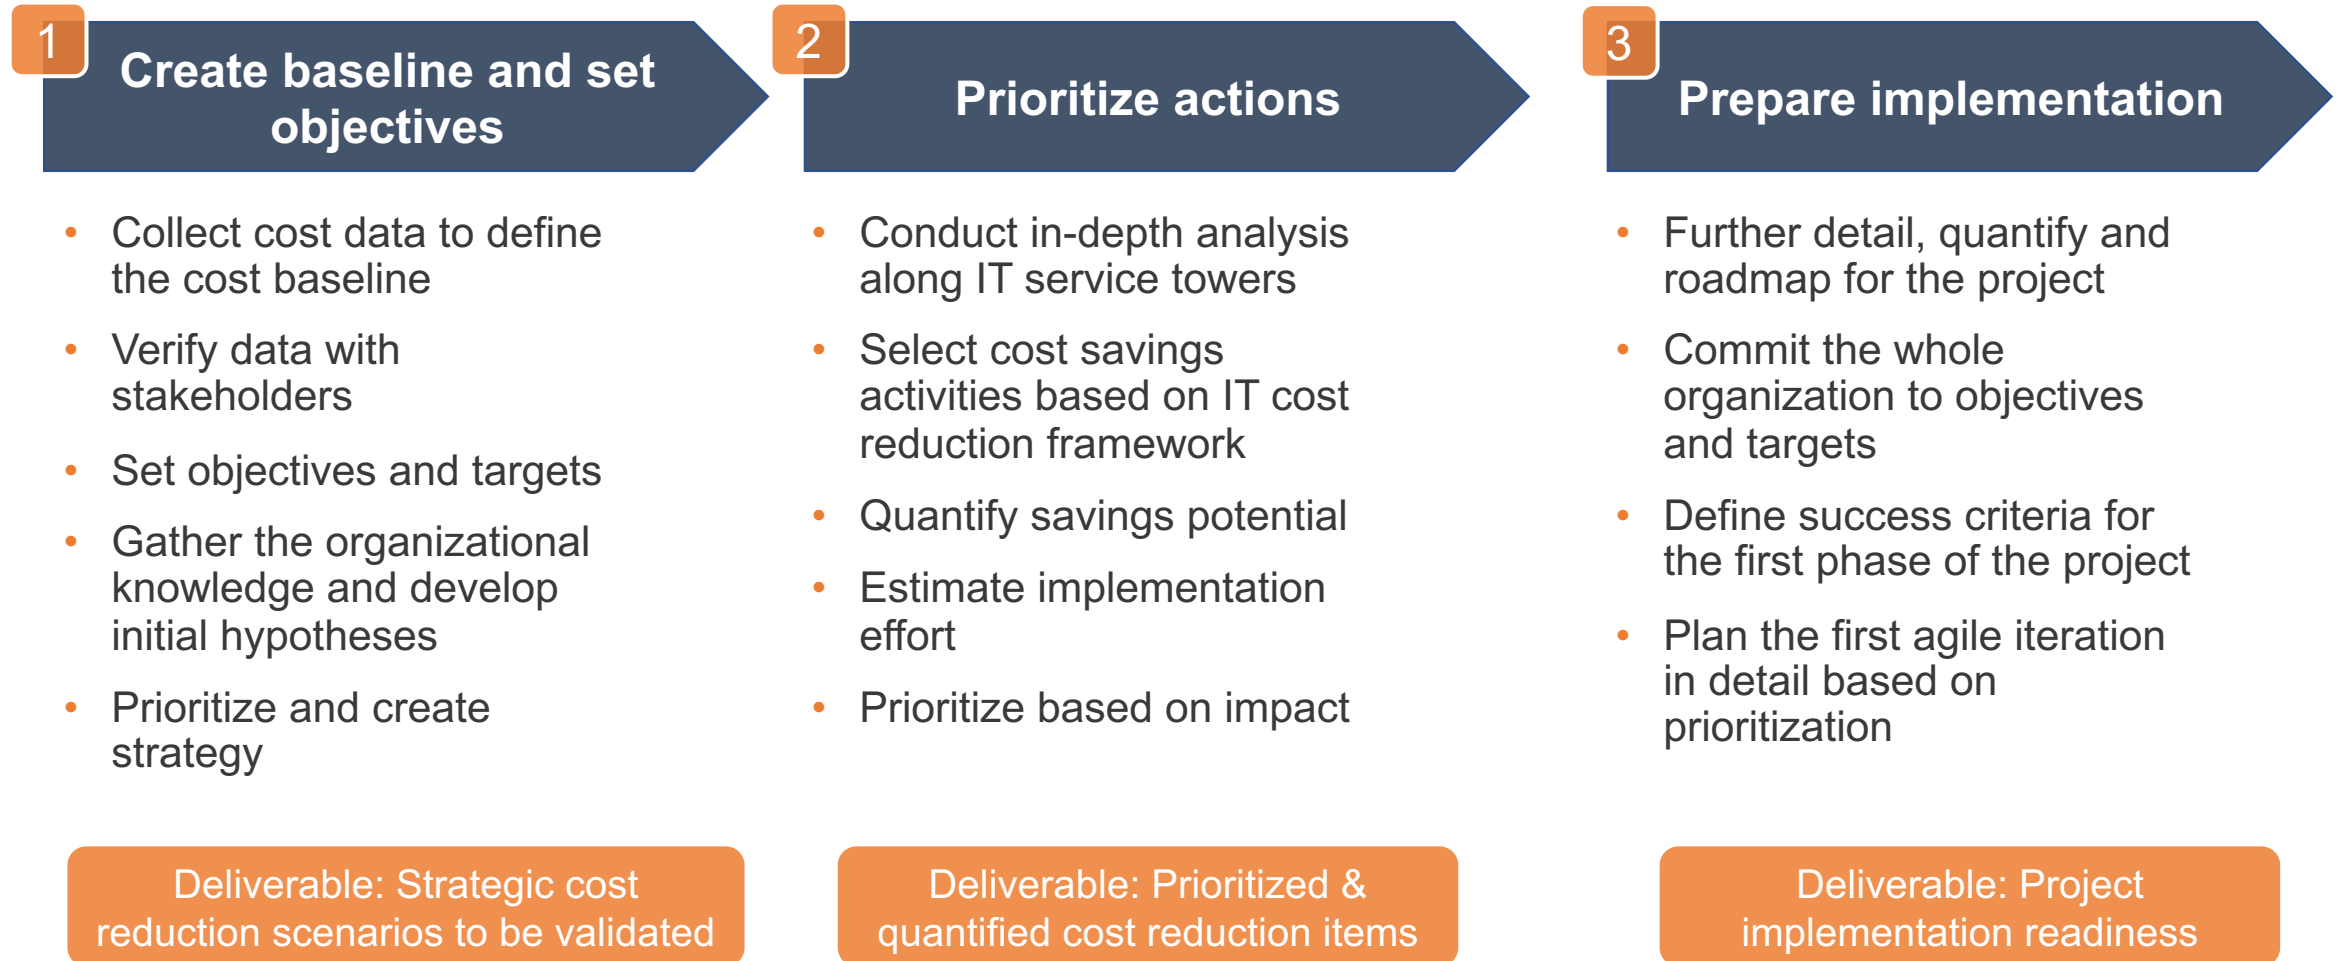 1
Create baseline and set
objectives
• Collect cost data to define
the cost baseline
• Verify data with
stakeholders
• Set objectives and targets
• Gather the organizational
knowledge and develop
initial hypotheses
• Prioritize and create
strategy
Deliverable: Strategic cost
reduction scenarios to be validated
2
Prioritize actions
• Conduct in-depth analysis
along IT service towers
• Select cost savings
activities based on IT cost
reduction framework
• Quantify savings potential
• Estimate implementation
effort
• Prioritize based on impact
Deliverable: Prioritized &
quantified cost reduction items
3
Prepare implementation
• Further detail, quantify and
roadmap for the project
• Commit the whole
organization to objectives
and targets
• Define success criteria for
the first phase of the project
• Plan the first agile iteration
in detail based on
prioritization
Deliverable: Project
implementation readiness